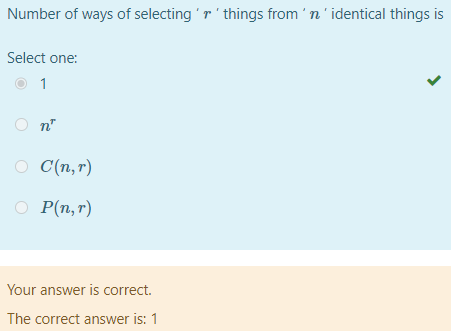 Number of ways of selecting ' r ' things from ' n ' identical things is
Select one:
1
nʳ
C(n, r)
P(n, r)
Your answer is correct.
The correct answer is: 1